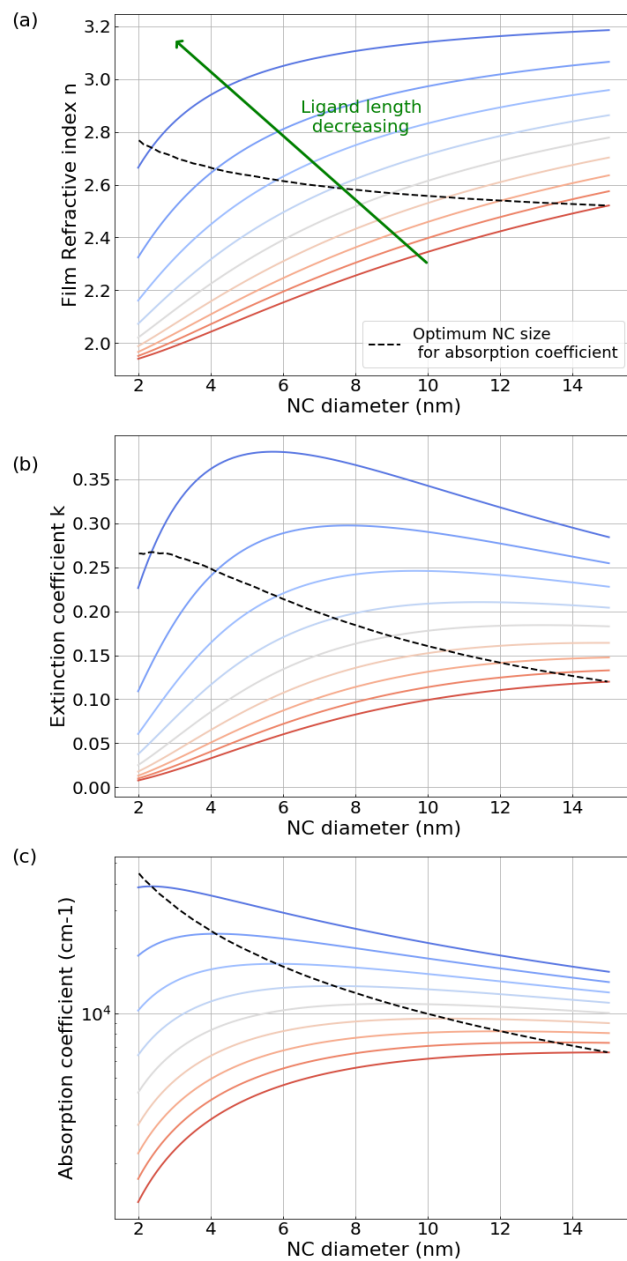 (a)
Film Refractive index n
3.2
3.0
2.8
2.6
2.4
2.2
2.0
Ligand length
decreasing
Optimum NC size
for absorption coefficient
2 4 6 8 10 12 14
NC diameter (nm)
(b)
Extinction coefficient k
0.35
0.30
0.25
0.20
0.15
0.10
0.05
0.00
2 4 6 8 10 12 14
NC diameter (nm)
(c)
Absorption coefficient (cm-1)
10⁴
2 4 6 8 10 12 14
NC diameter (nm)